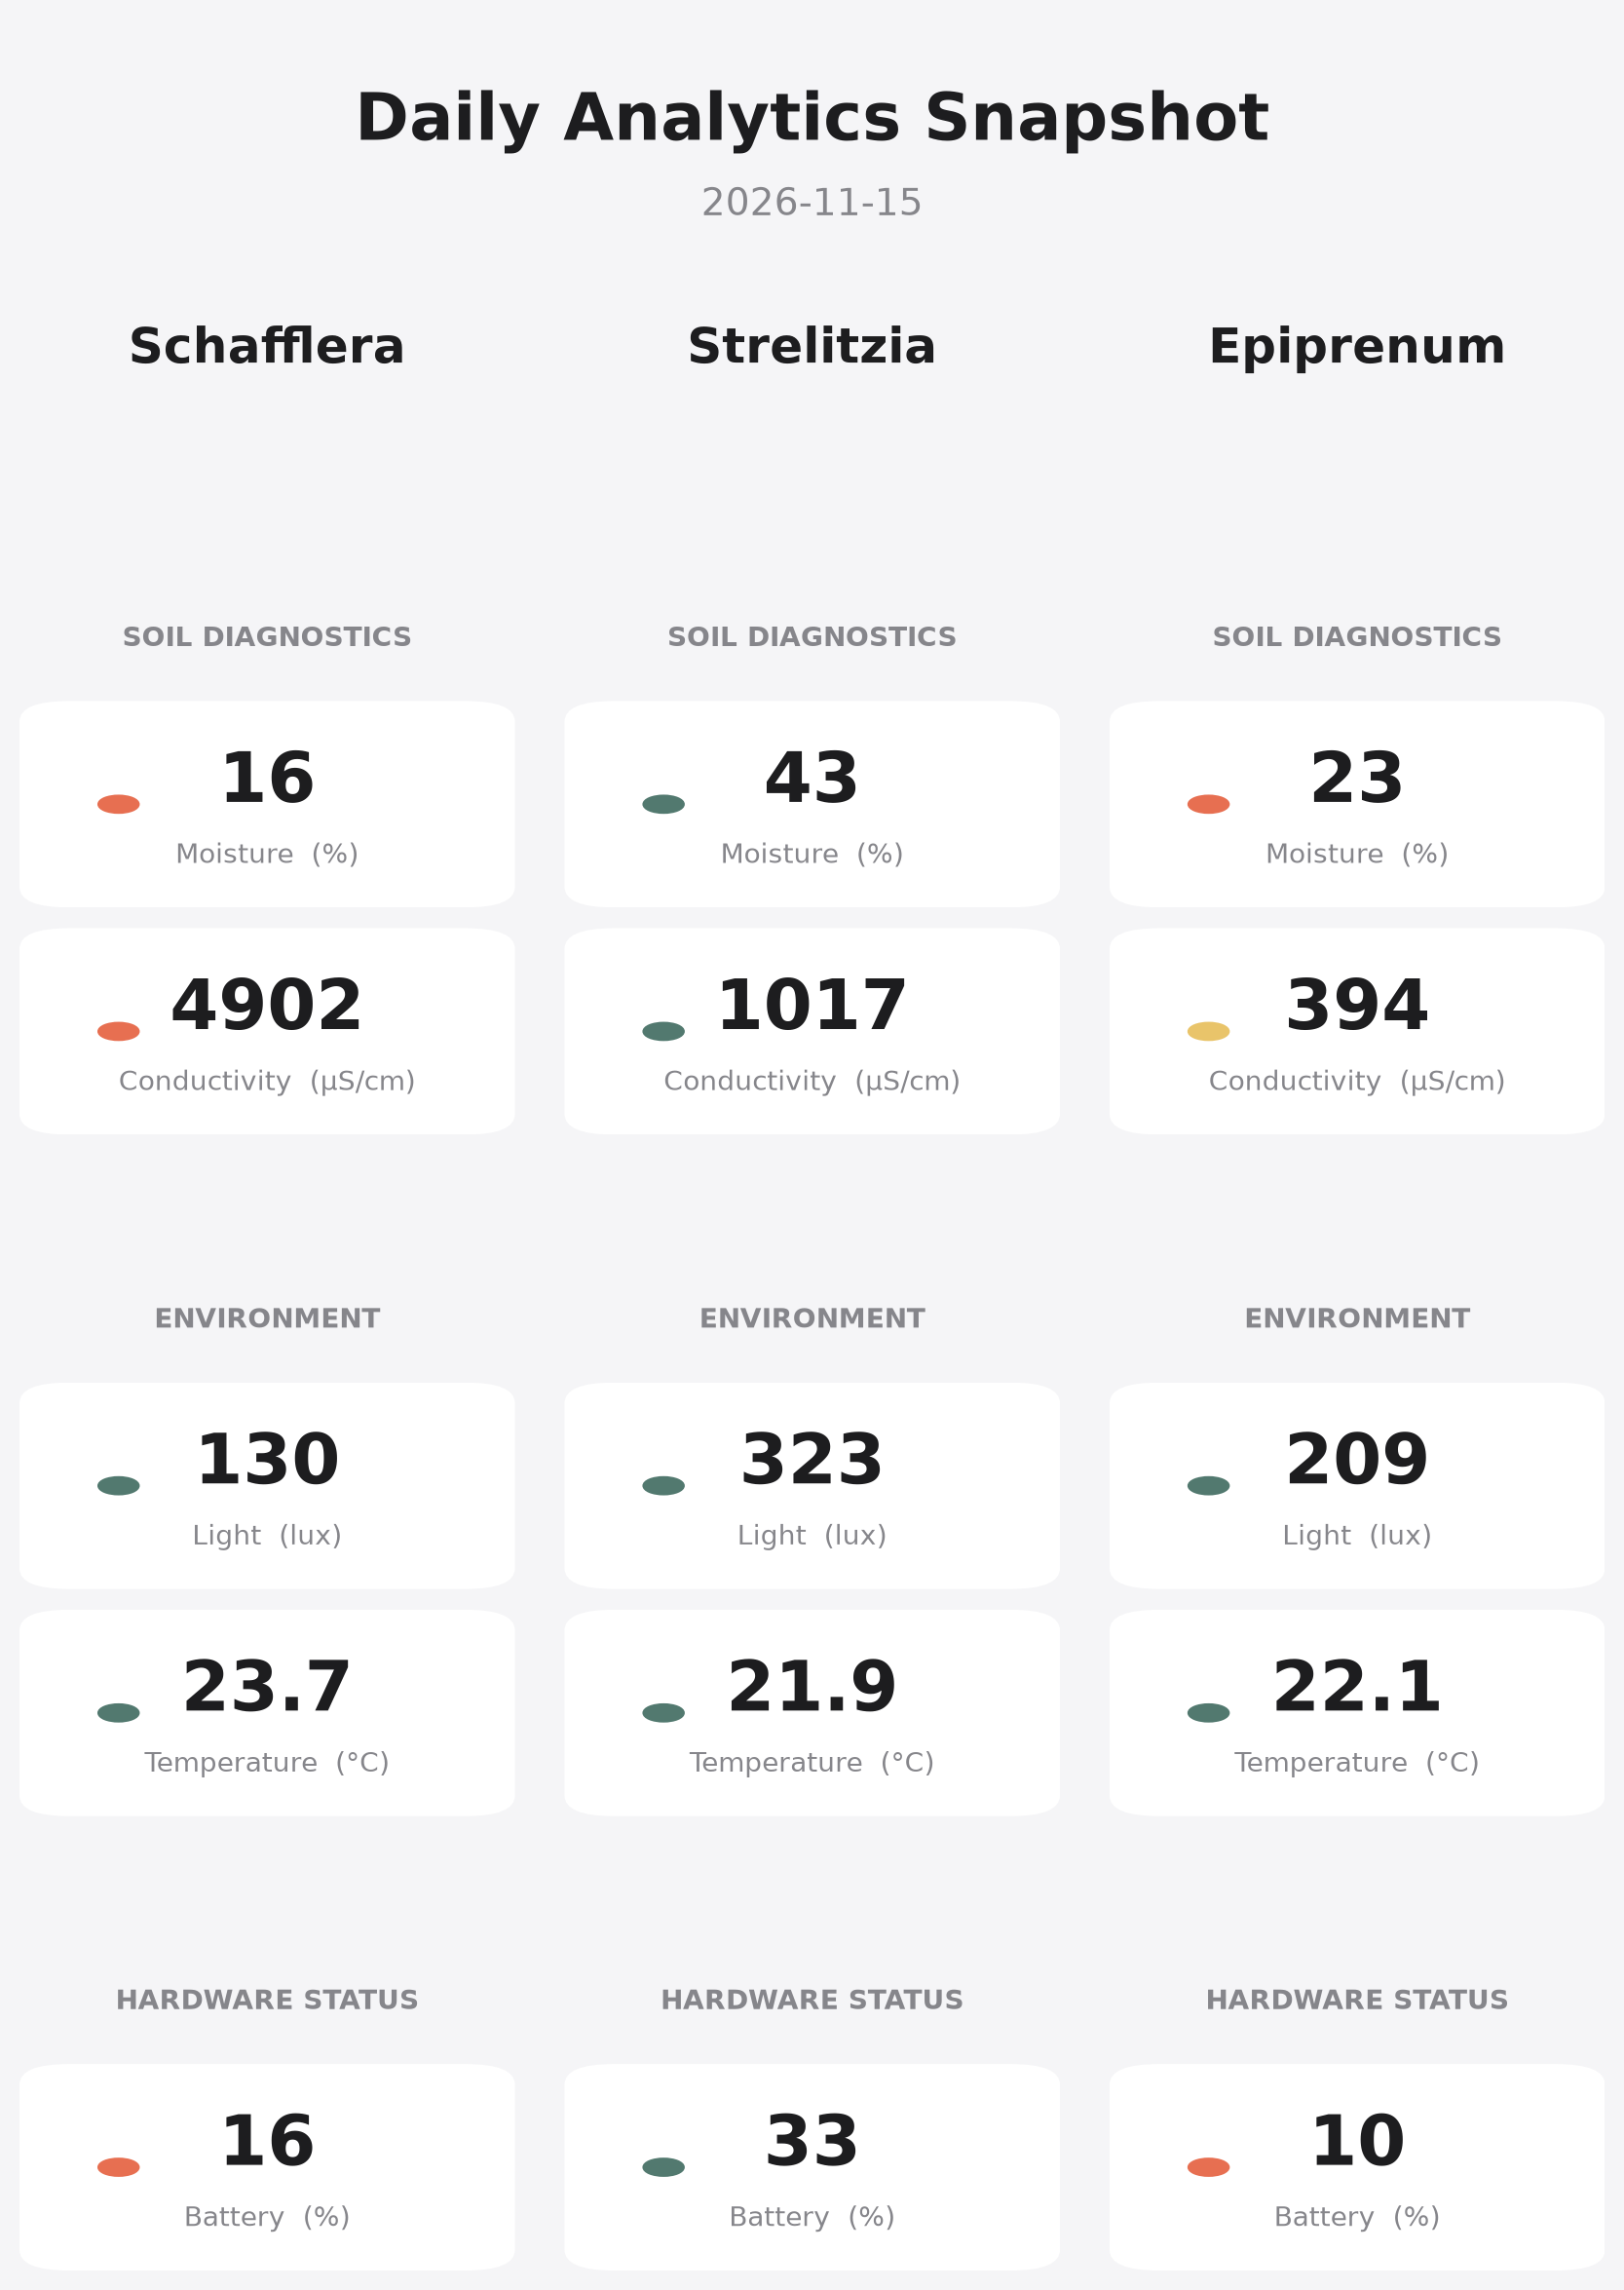 Daily Analytics Snapshot
2026-11-15
Schafflera Strelitzia Epiprenum
SOIL DIAGNOSTICS SOIL DIAGNOSTICS SOIL DIAGNOSTICS
16 43 23
Moisture (%) Moisture (%) Moisture (%)
4902 1017 394
Conductivity (µS/cm) Conductivity (µS/cm) Conductivity (µS/cm)
ENVIRONMENT ENVIRONMENT ENVIRONMENT
130 323 209
Light (lux) Light (lux) Light (lux)
23.7 21.9 22.1
Temperature (°C) Temperature (°C) Temperature (°C)
HARDWARE STATUS HARDWARE STATUS HARDWARE STATUS
16 33 10
Battery (%) Battery (%) Battery (%)